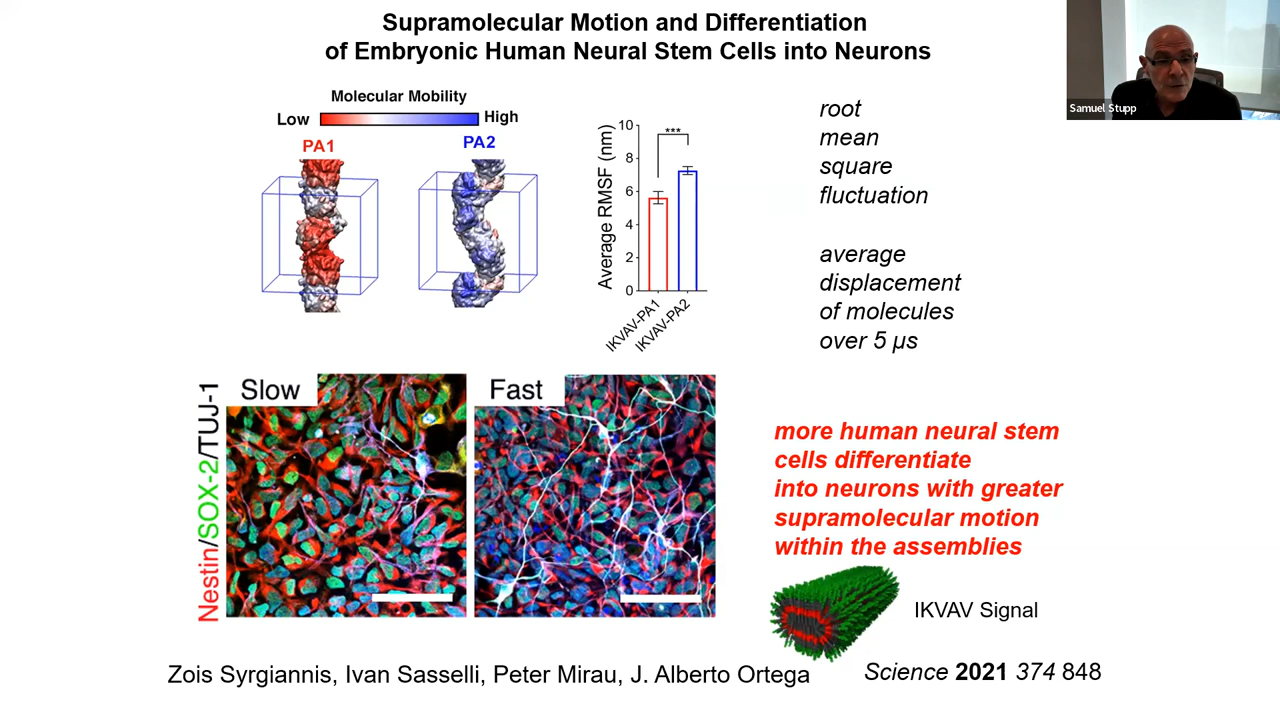 Supramolecular Motion and Differentiation
of Embryonic Human Neural Stem Cells into Neurons
Samuel Stupp
Molecular Mobility
Low
High
PA1
PA2
Average RMSF (nm)
10
8
6
4
2
0
***
IKVAV-PA1
IKVAV-PA2
root
mean
square
fluctuation
average
displacement
of molecules
over 5 µs
Nestin/SOX-2/TUJ-1
Slow
Fast
more human neural stem
cells differentiate
into neurons with greater
supramolecular motion
within the assemblies
IKVAV Signal
Zois Syrgiannis, Ivan Sasselli, Peter Mirau, J. Alberto Ortega
Science 2021 374 848